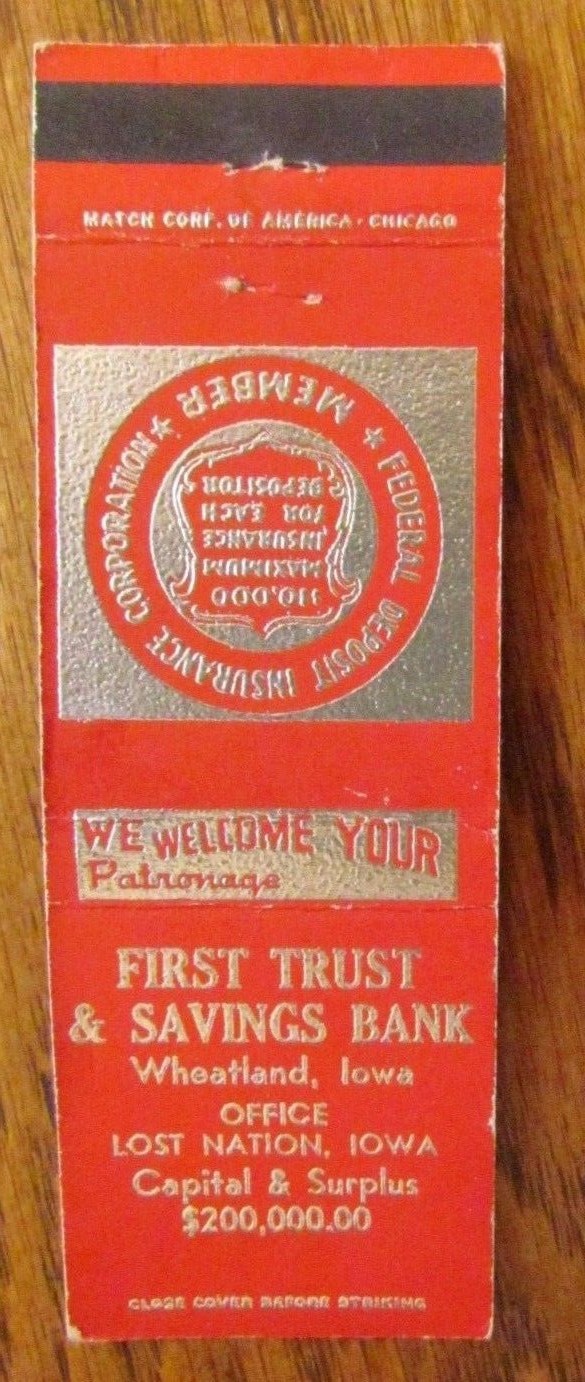 MATCH CORP. OF AMERICA · CHICAGO
MEMBER
★ FEDERAL DEPOSIT INSURANCE CORPORATION ★
$10,000
MAXIMUM
INSURANCE
FOR EACH
DEPOSITOR
WE WELCOME YOUR
Patronage
FIRST TRUST
& SAVINGS BANK
Wheatland, Iowa
OFFICE
LOST NATION, IOWA
Capital & Surplus
$200,000.00
CLOSE COVER BEFORE STRIKING